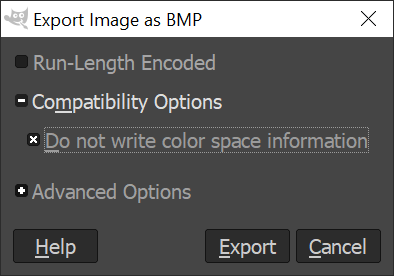 Export Image as BMP
Run-Length Encoded
Compatibility Options
Do not write color space information
Advanced Options
Help Export Cancel